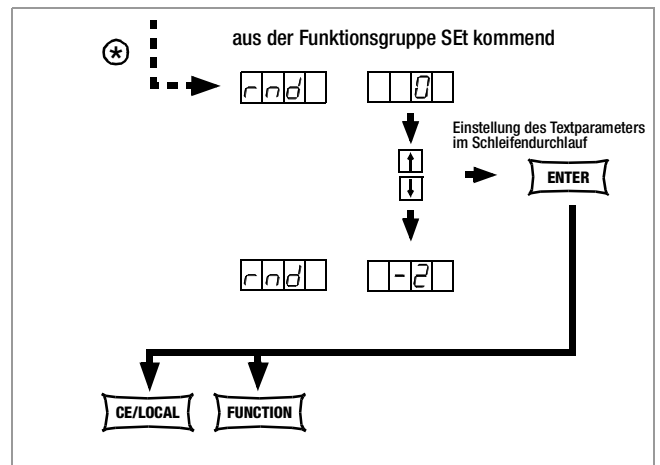 aus der Funktionsgruppe SEt kommend
rnd 0
Einstellung des Textparameters
im Schleifendurchlauf
ENTER
rnd -2
CE/LOCAL FUNCTION